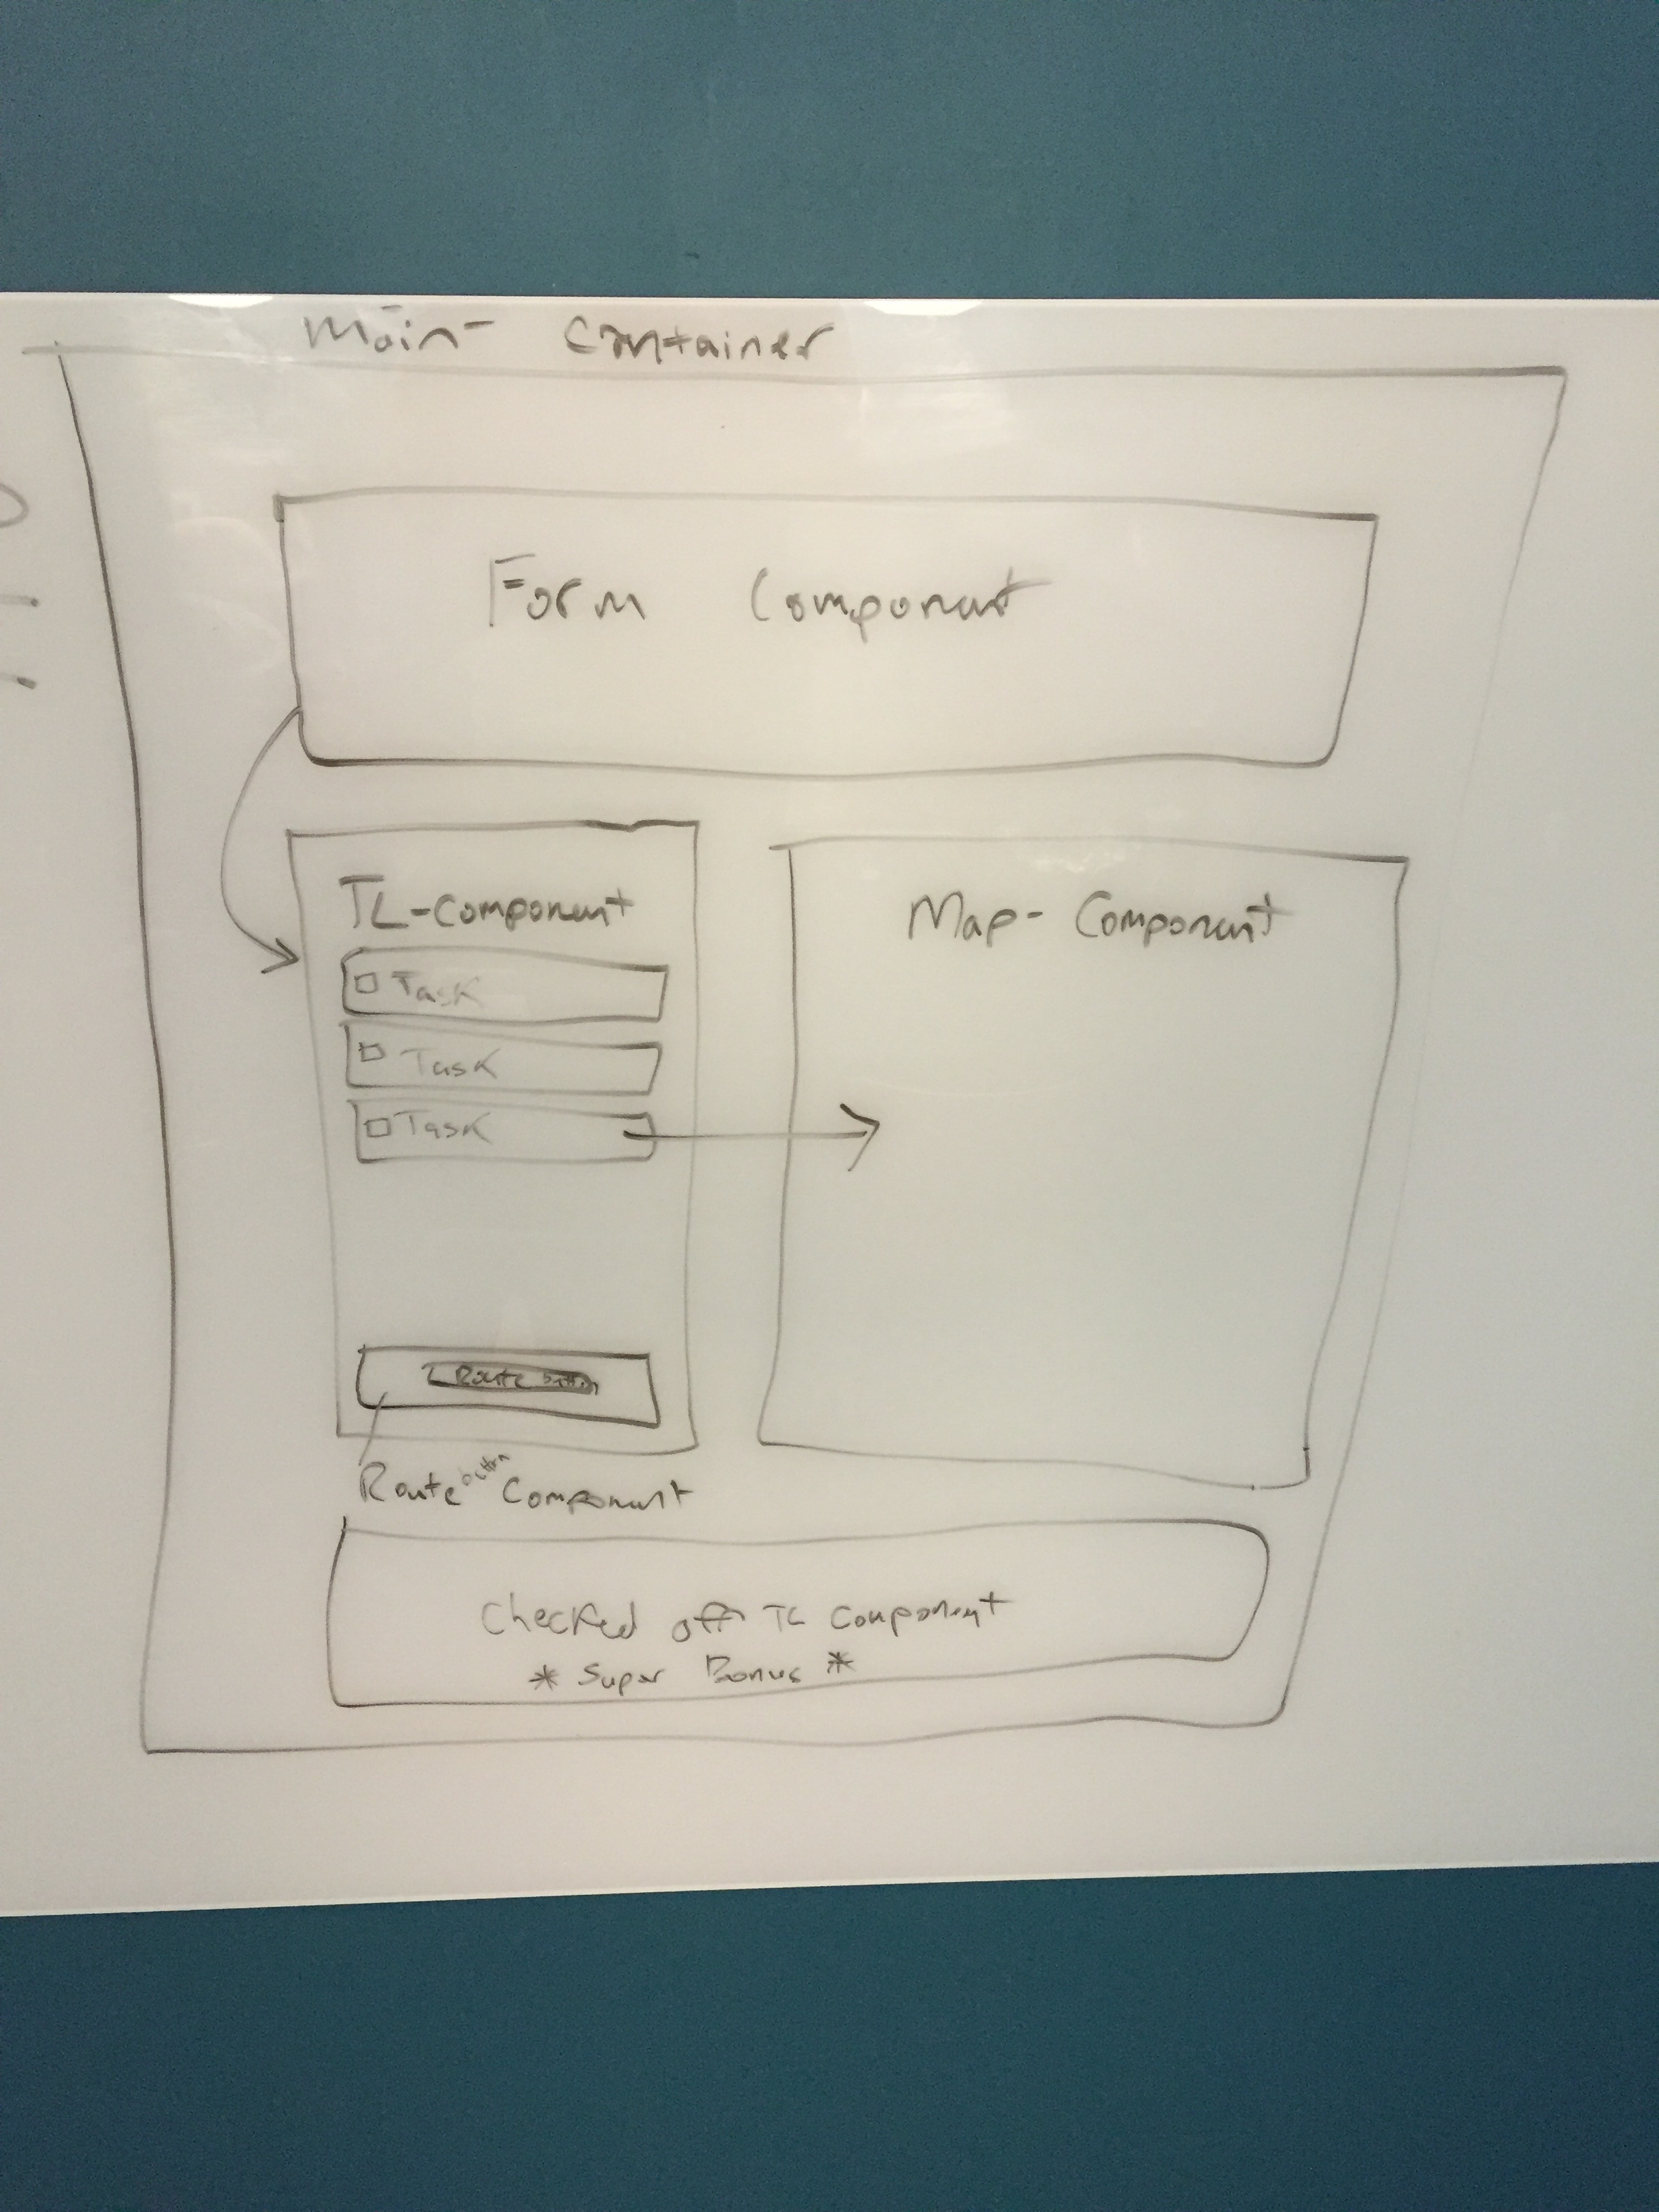 Main- Container
Form Component
TL-Component
Task
Task
Task
Map- Component
Route button
Route button Component
Checked off TL Component
* Super Bonus *